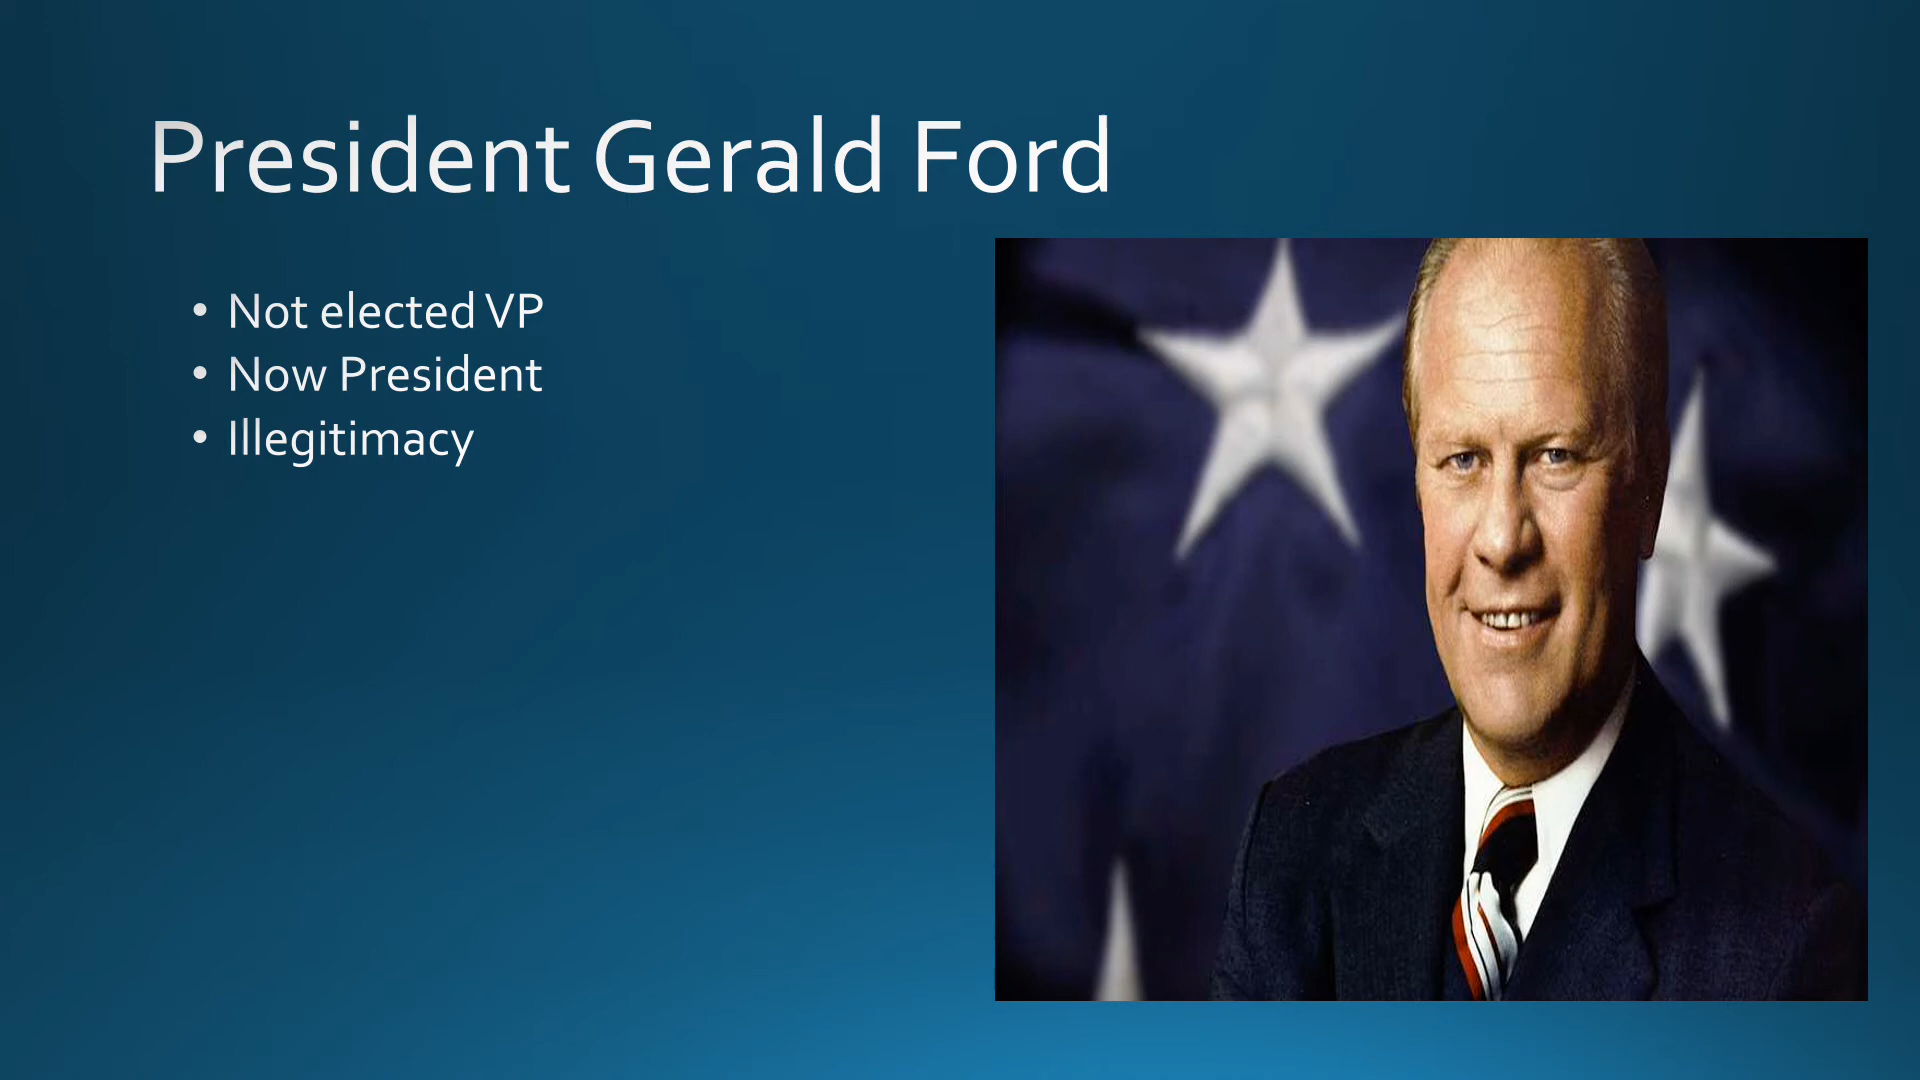 President Gerald Ford
• Not elected VP
• Now President
• Illegitimacy